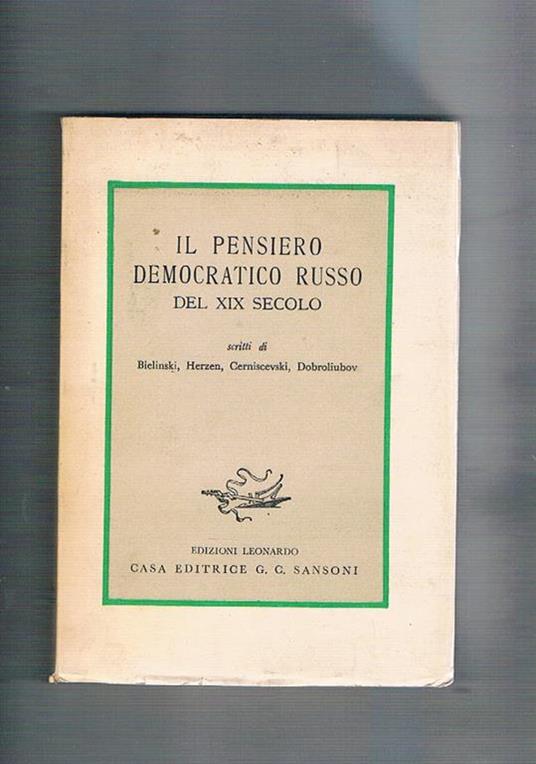 IL PENSIERO
DEMOCRATICO RUSSO
DEL XIX SECOLO
scritti di
Bielinski, Herzen, Cerniscevski, Dobroliubov
EDIZIONI LEONARDO
CASA EDITRICE G. C. SANSONI